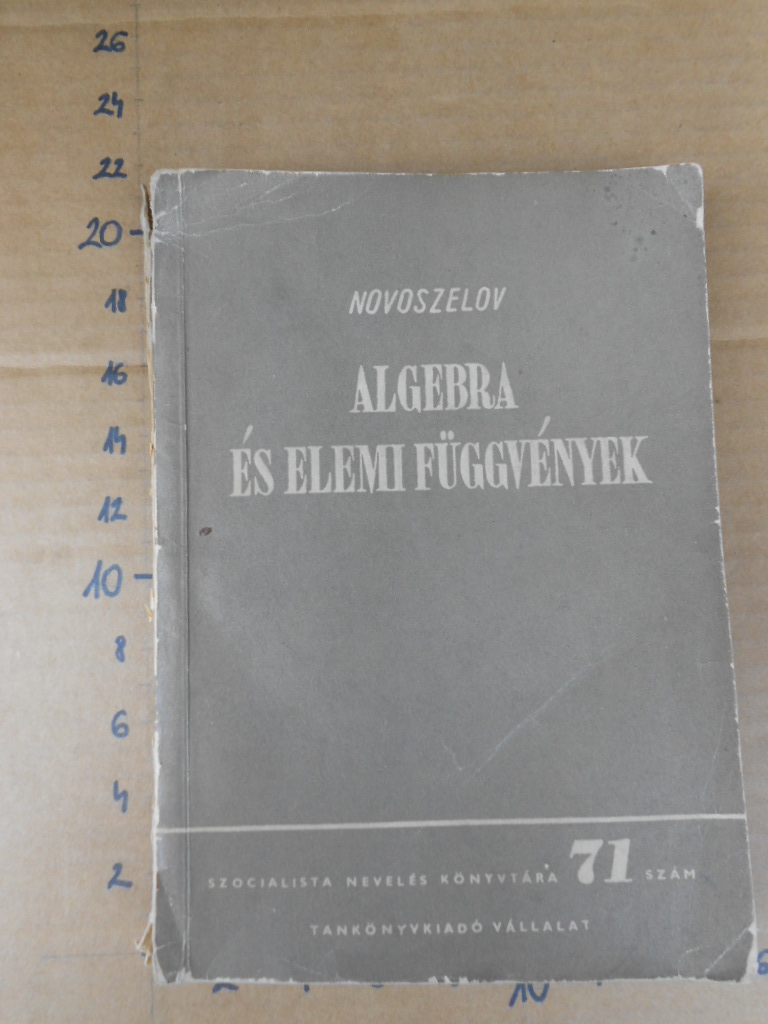 26
24
22
20
18
16
14
12
10
8
6
4
2
NOVOSZELOV
ALGEBRA
ÉS ELEMI FÜGGVÉNYEK
SZOCIALISTA NEVELÉS KÖNYVTÁRA 71 SZÁM
TANKÖNYVKIADÓ VÁLLALAT
10